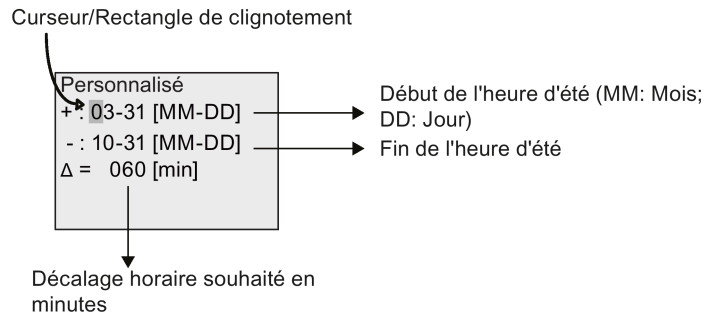 Curseur/Rectangle de clignotement
Personnalisé
+ : 03-31 [MM-DD]
- : 10-31 [MM-DD]
Δ = 060 [min]
Début de l'heure d'été (MM: Mois;
DD: Jour)
Fin de l'heure d'été
Décalage horaire souhaité en
minutes